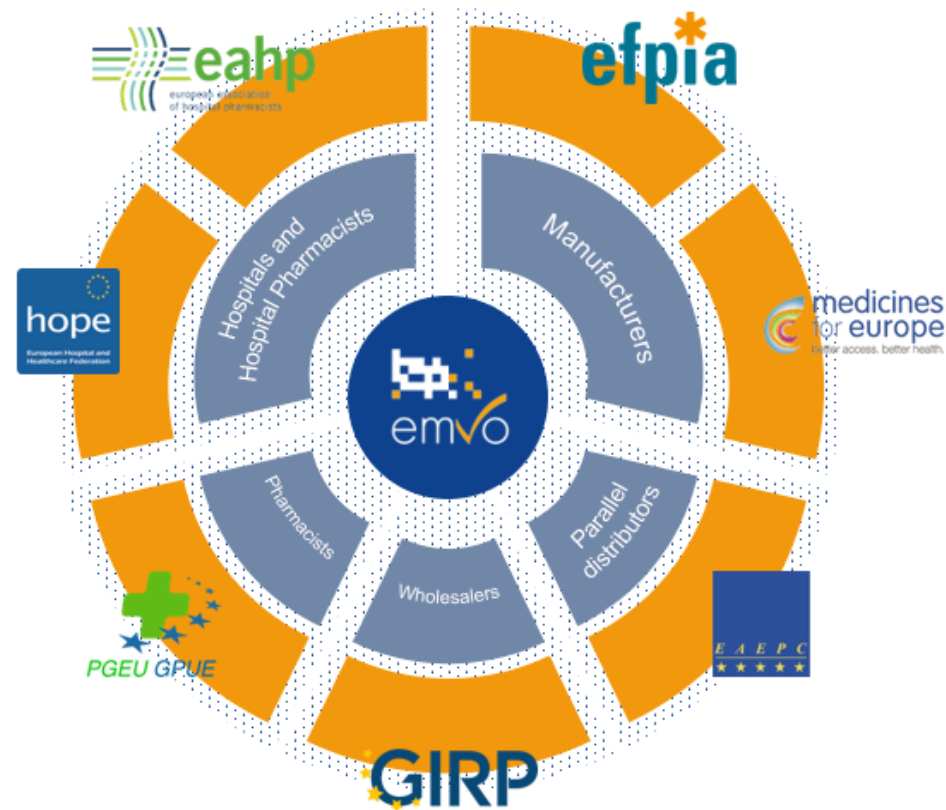 eahp
european association
of hospital pharmacists
efpia
Hospitals and
Hospital Pharmacists
Manufacturers
hope
European Hospital and
Healthcare Federation
medicines
for europe
better access. better health.
emvo
Pharmacists
Wholesalers
Parallel
distributors
PGEU GPUE
EAEPC
GIRP